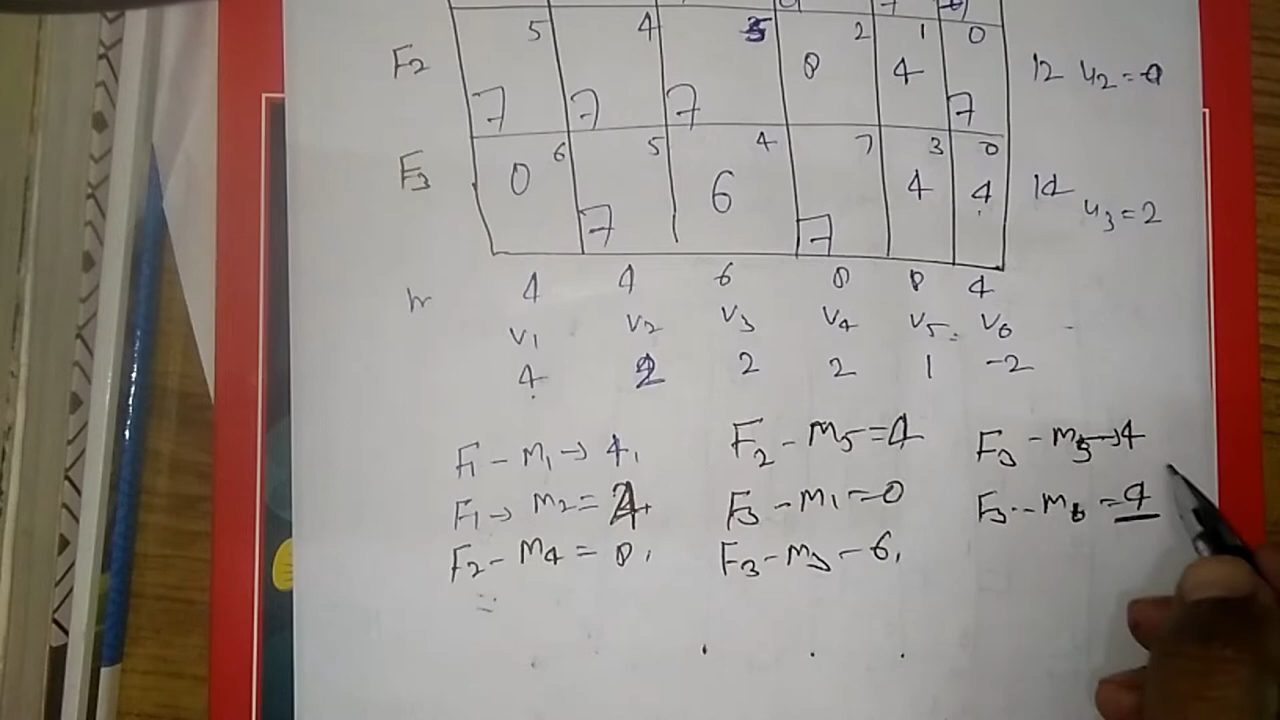 F2 5 4 5 2 1 0 12 u2=0
7 7 7 8 4 7
F3 6 5 4 7 3 0 14 u3=2
0 7 6 7 4 4
4 4 6 8 8 4
V1 V2 V3 V4 V5 V6
4 2 2 2 1 -2
F1 - M1 → 4, F2 - M5 = 4 F3 - M5 → 4
F1 → M2 = 4 F3 - M1 = 0 F3 - M6 = 4
F2 - M4 = 8, F3 - M3 - 6,